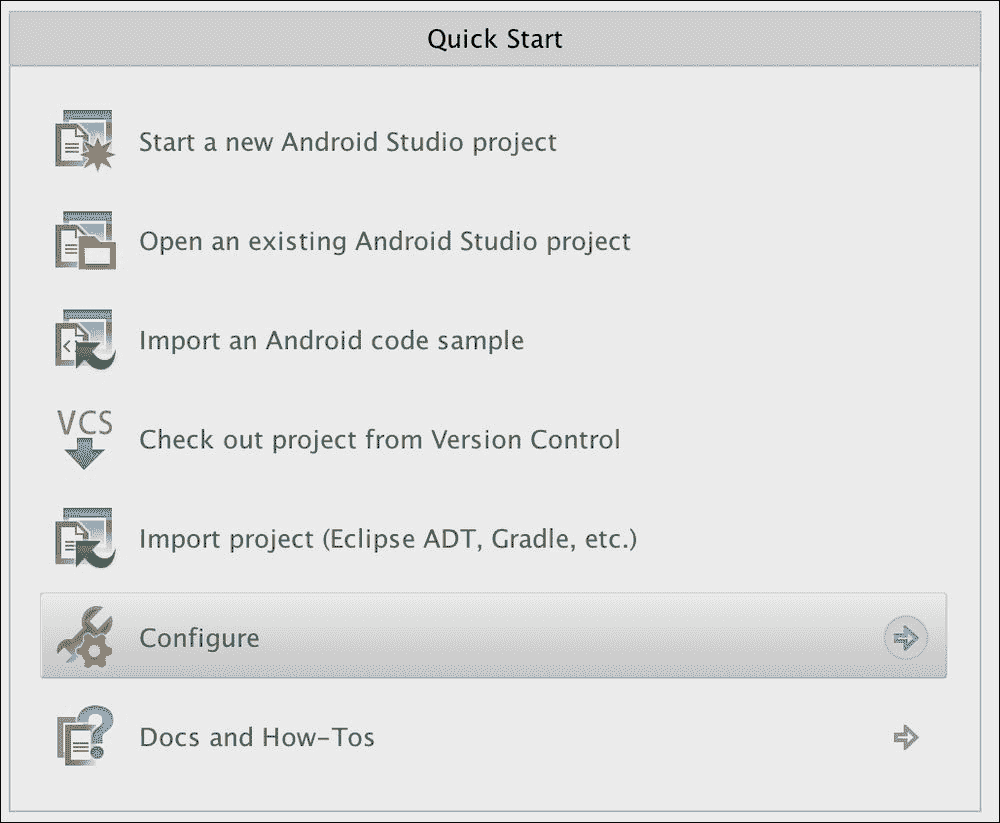 Quick Start
Start a new Android Studio project
Open an existing Android Studio project
Import an Android code sample
VCS
Check out project from Version Control
Import project (Eclipse ADT, Gradle, etc.)
Configure
Docs and How-Tos